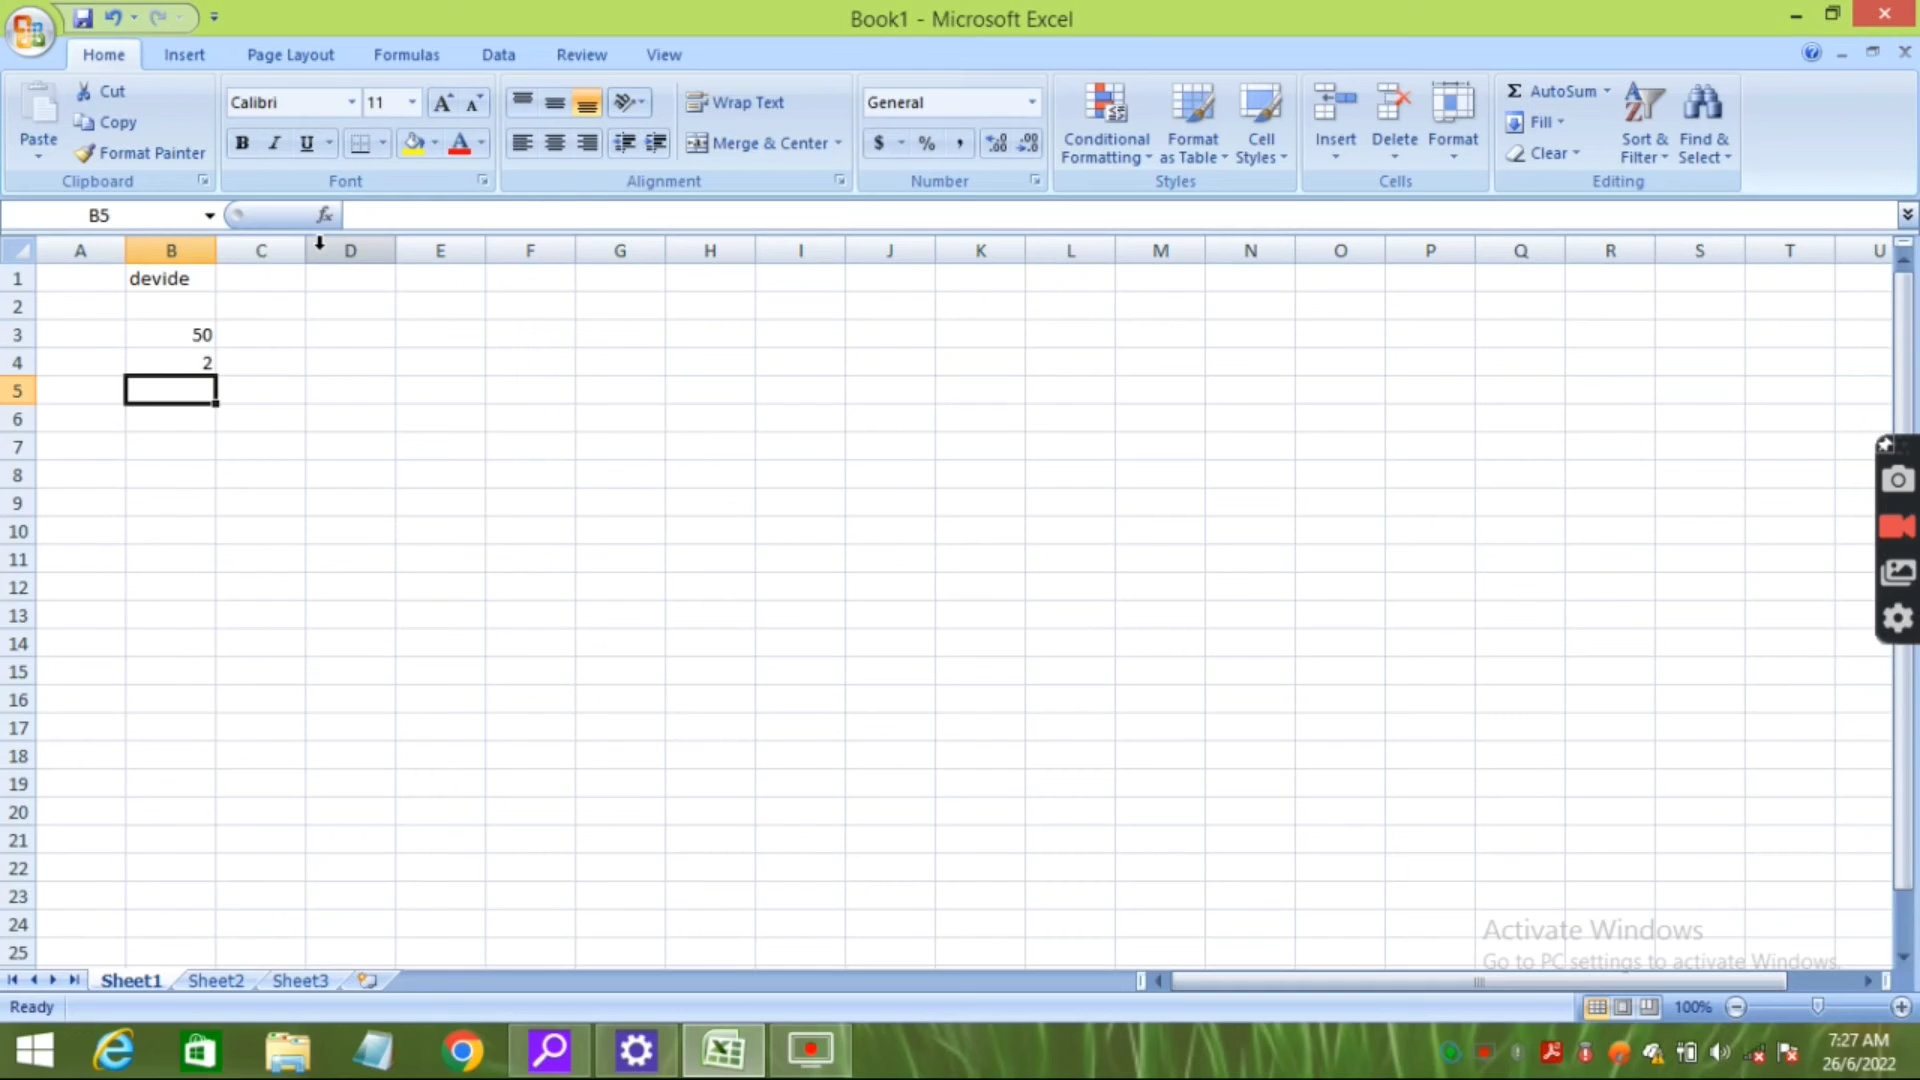 Book1 - Microsoft Excel
Home Insert Page Layout Formulas Data Review View
Paste
Cut
Copy
Format Painter
Clipboard
Calibri 11
B I U
Font
Wrap Text
Merge & Center
Alignment
General
$ % ,
Number
Conditional Formatting
Format as Table
Cell Styles
Styles
Insert Delete Format
Cells
Σ AutoSum
Fill
Clear
Sort & Filter
Find & Select
Editing
B5 fx
A B C D E F G H I J K L M N O P Q R S T U
1 devide
2
3 50
4 2
5
6
7
8
9
10
11
12
13
14
15
16
17
18
19
20
21
22
23
24
25
Activate Windows
Go to PC settings to activate Windows.
Sheet1 Sheet2 Sheet3
Ready 100%
7:27 AM
26/6/2022